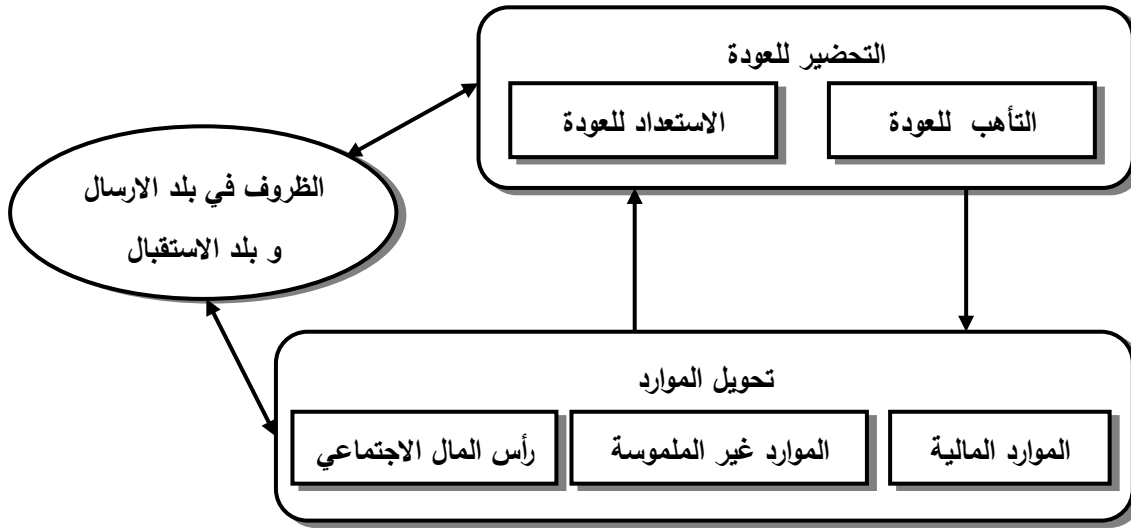 التحضير للعودة
التأهب للعودة
الاستعداد للعودة
الظروف في بلد الارسال
و بلد الاستقبال
تحويل الموارد
الموارد المالية
الموارد غير الملموسة
رأس المال الاجتماعي